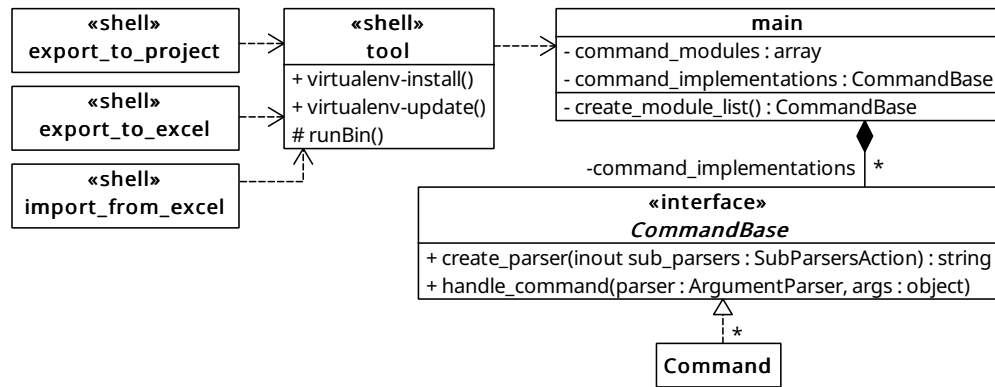 «shell»
export_to_project
«shell»
export_to_excel
«shell»
import_from_excel
«shell»
tool
+ virtualenv-install()
+ virtualenv-update()
# runBin()
main
- command_modules : array
- command_implementations : CommandBase
- create_module_list() : CommandBase
-command_implementations
*
«interface»
CommandBase
+ create_parser(inout sub_parsers : SubParsersAction) : string
+ handle_command(parser : ArgumentParser, args : object)
*
Command